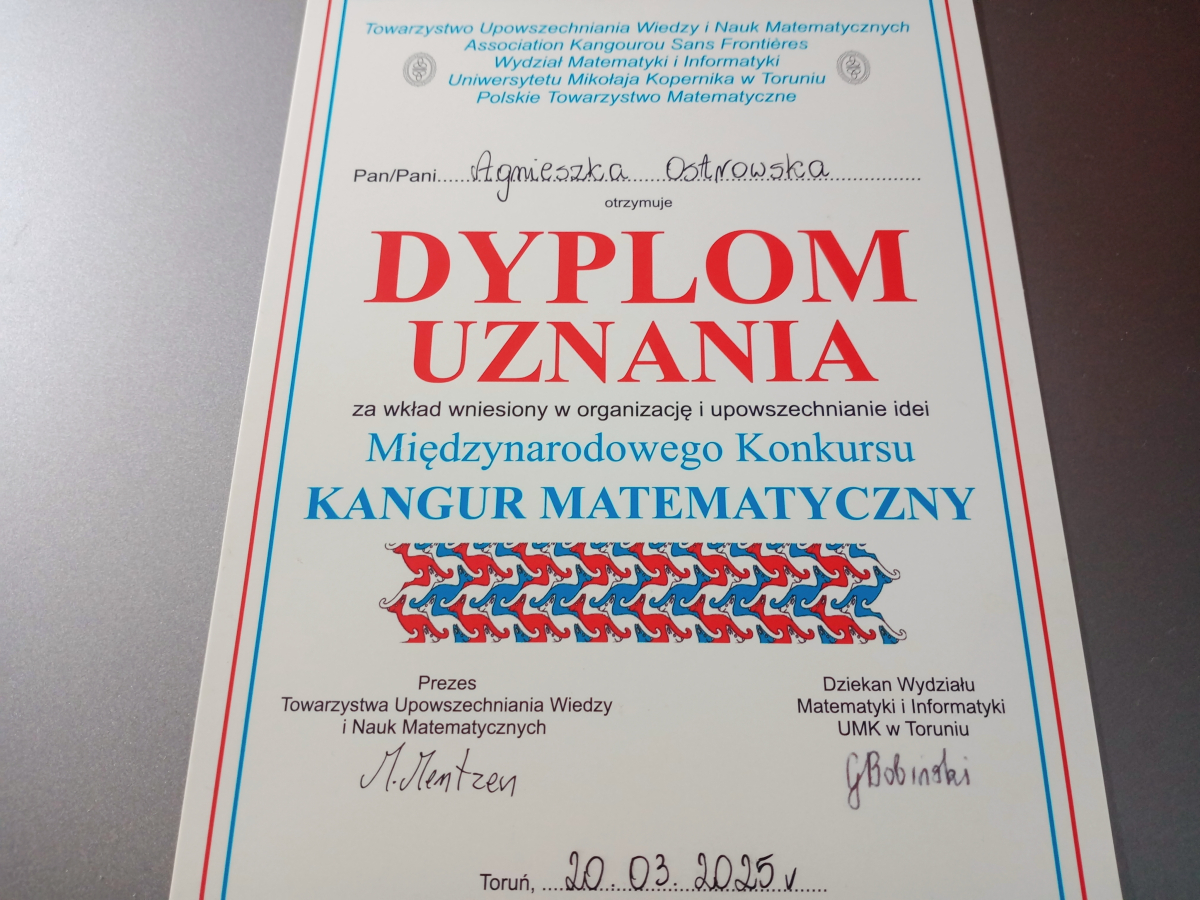 Towarzystwo Upowszechniania Wiedzy i Nauk Matematycznych
Association Kangourou Sans Frontières
Wydział Matematyki i Informatyki
Uniwersytetu Mikołaja Kopernika w Toruniu
Polskie Towarzystwo Matematyczne
Pan/Pani....Agnieszka Ostrowska....
otrzymuje
DYPLOM
UZNANIA
za wkład wniesiony w organizację i upowszechnianie idei
Międzynarodowego Konkursu
KANGUR MATEMATYCZNY
Prezes
Towarzystwa Upowszechniania Wiedzy
i Nauk Matematycznych
M.Mentzen
Dziekan Wydziału
Matematyki i Informatyki
UMK w Toruniu
GBobiński
Toruń, ....20.03.2025 r....